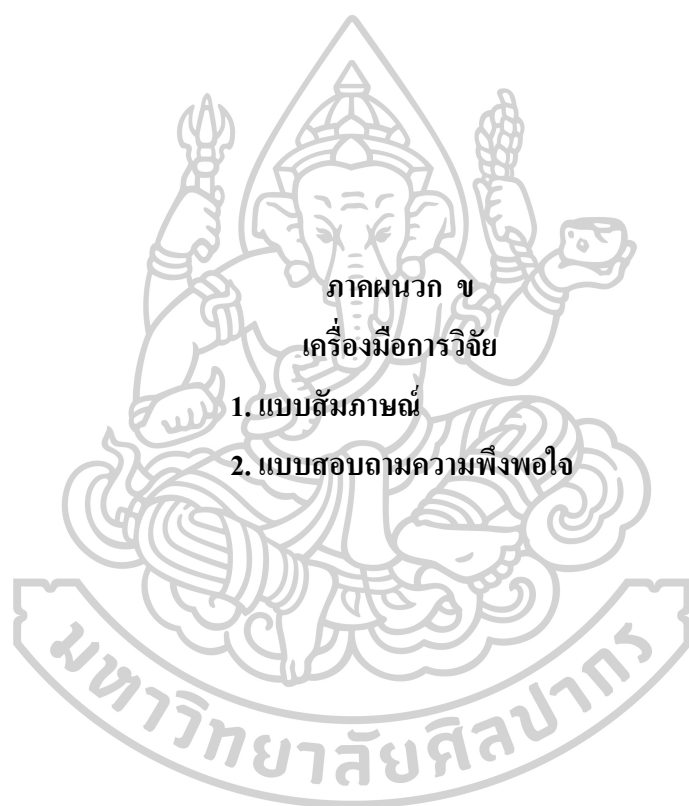 ภาคผนวก ข
เครื่องมือการวิจัย
1. แบบสัมภาษณ์
2. แบบสอบถามความพึงพอใจ
มหาวิทยาลัยศิลปากร